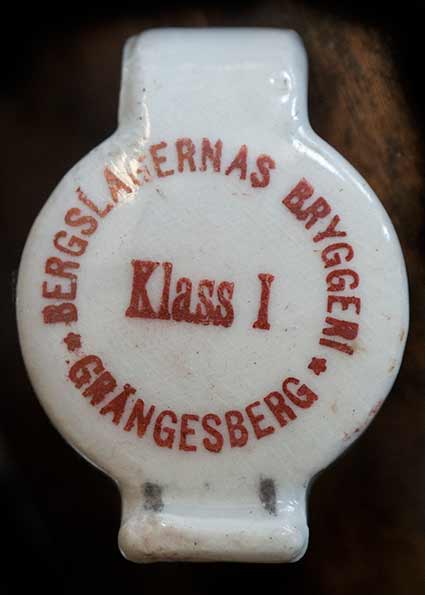 BERGSLAGERNAS BRYGGERI
Klass I
★ GRÄNGESBERG ★